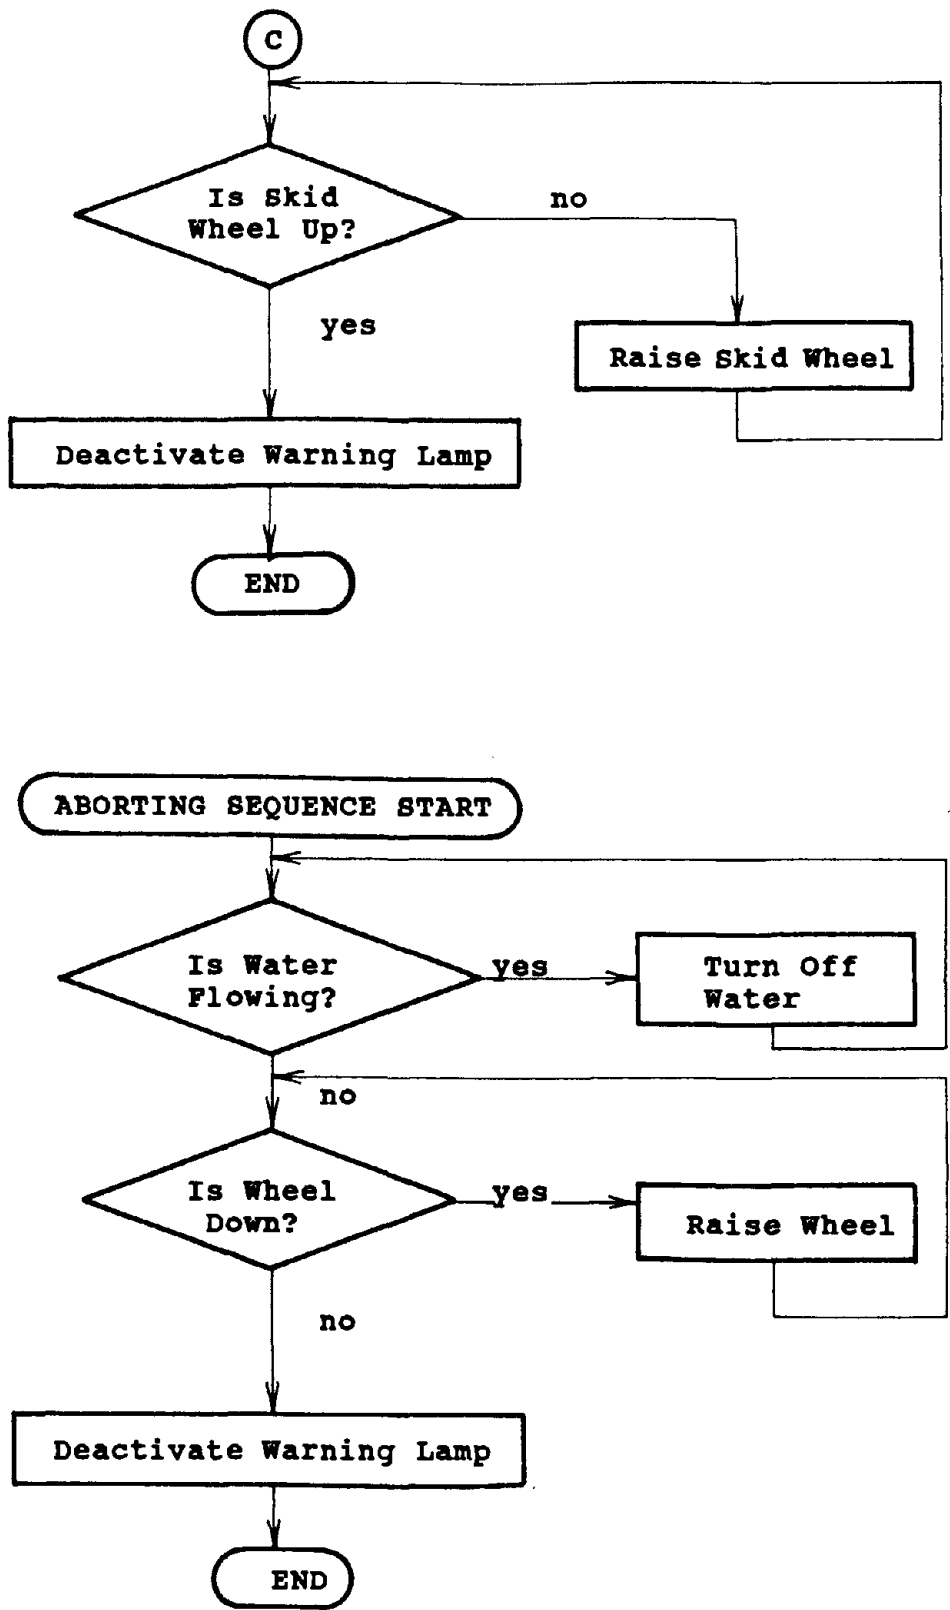 C
Is Skid
Wheel Up?
no
yes
Raise Skid Wheel
Deactivate Warning Lamp
END
ABORTING SEQUENCE START
Is Water
Flowing?
yes
Turn Off
Water
no
Is Wheel
Down?
yes
Raise Wheel
no
Deactivate Warning Lamp
END